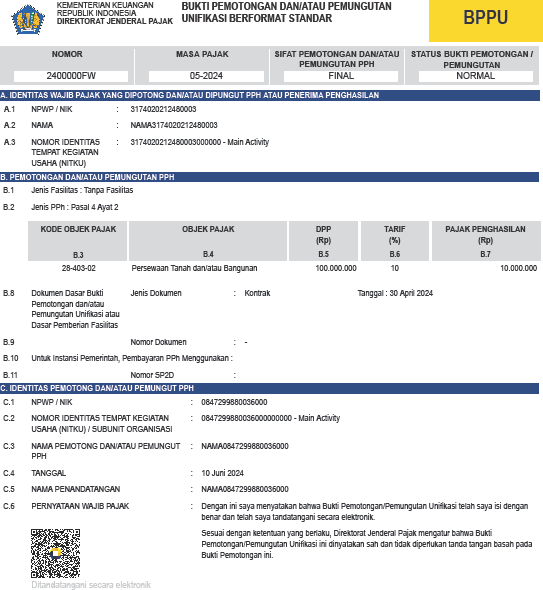 KEMENTERIAN KEUANGAN
REPUBLIK INDONESIA
DIREKTORAT JENDERAL PAJAK
BUKTI PEMOTONGAN DAN/ATAU PEMUNGUTAN
UNIFIKASI BERFORMAT STANDAR
BPPU
NOMOR
2400000FW
MASA PAJAK
05-2024
SIFAT PEMOTONGAN DAN/ATAU
PEMUNGUTAN PPH
FINAL
STATUS BUKTI PEMOTONGAN /
PEMUNGUTAN
NORMAL
A. IDENTITAS WAJIB PAJAK YANG DIPOTONG DAN/ATAU DIPUNGUT PPH ATAU PENERIMA PENGHASILAN
A.1 NPWP / NIK : 3174020212480003
A.2 NAMA : NAMA3174020212480003
A.3 NOMOR IDENTITAS : 3174020212480003000000 - Main Activity
TEMPAT KEGIATAN
USAHA (NITKU)
B. PEMOTONGAN DAN/ATAU PEMUNGUTAN PPH
B.1 Jenis Fasilitas : Tanpa Fasilitas
B.2 Jenis PPh : Pasal 4 Ayat 2
KODE OBJEK PAJAK OBJEK PAJAK DPP TARIF PAJAK PENGHASILAN
(Rp) (%) (Rp)
B.3 B.4 B.5 B.6 B.7
28-403-02 Persewaan Tanah dan/atau Bangunan 100.000.000 10 10.000.000
B.8 Dokumen Dasar Bukti Jenis Dokumen : Kontrak Tanggal : 30 April 2024
Pemotongan dan/atau
Pemungutan Unifikasi atau
Dasar Pemberian Fasilitas
B.9 Nomor Dokumen : -
B.10 Untuk Instansi Pemerintah, Pembayaran PPh Menggunakan :
B.11 Nomor SP2D :
C. IDENTITAS PEMOTONG DAN/ATAU PEMUNGUT PPH
C.1 NPWP / NIK : 0847299880036000
C.2 NOMOR IDENTITAS TEMPAT KEGIATAN : 0847299880036000000000 - Main Activity
USAHA (NITKU) / SUBUNIT ORGANISASI
C.3 NAMA PEMOTONG DAN/ATAU PEMUNGUT : NAMA0847299880036000
PPH
C.4 TANGGAL : 10 Juni 2024
C.5 NAMA PENANDATANGAN : NAMA0847299880036000
C.6 PERNYATAAN WAJIB PAJAK : Dengan ini saya menyatakan bahwa Bukti Pemotongan/Pemungutan Unifikasi telah saya isi dengan
benar dan telah saya tandatangani secara elektronik.
Sesuai dengan ketentuan yang berlaku, Direktorat Jenderal Pajak mengatur bahwa Bukti
Pemotongan/Pemungutan Unifikasi ini dinyatakan sah dan tidak diperlukan tanda tangan basah pada
Bukti Pemotongan ini.
Ditandatangani secara elektronik